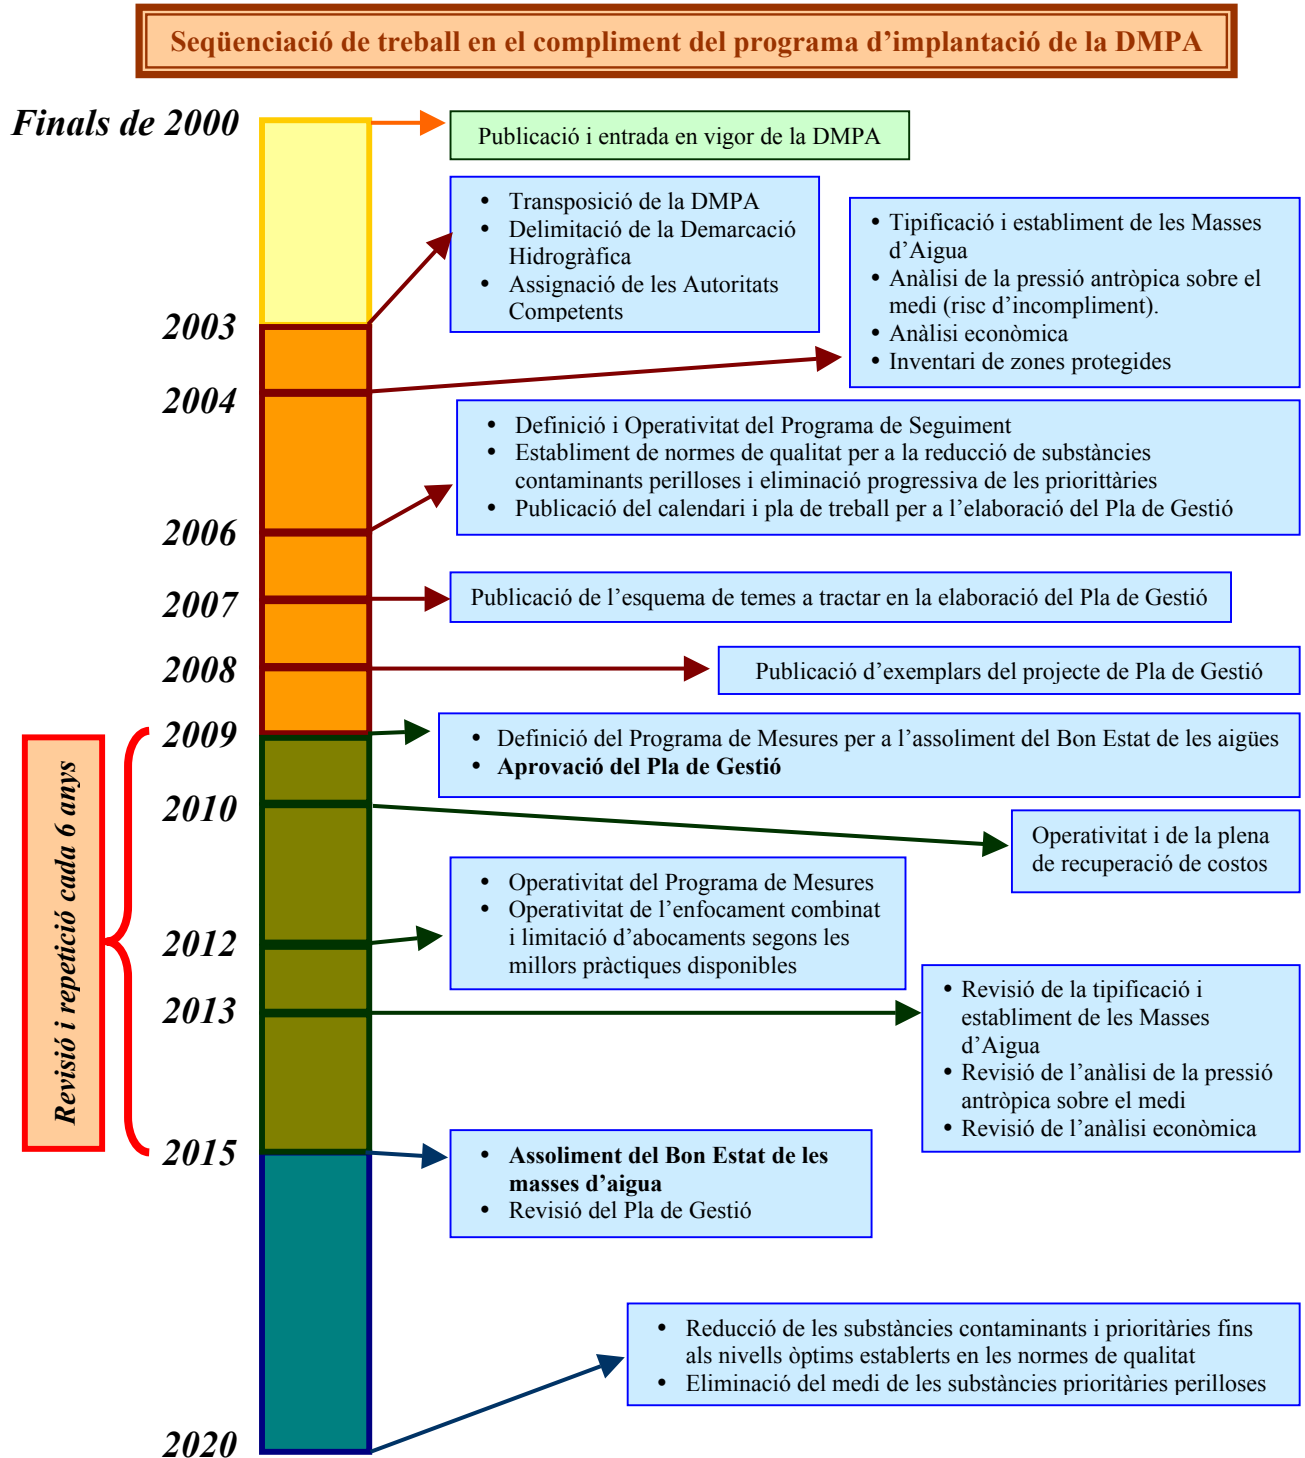 Seqüenciació de treball en el compliment del programa d’implantació de la DMPA
Finals de 2000
Publicació i entrada en vigor de la DMPA
• Transposició de la DMPA
• Delimitació de la Demarcació
Hidrogràfica
• Assignació de les Autoritats
Competents
2003
• Tipificació i establiment de les Masses
d’Aigua
• Anàlisi de la pressió antròpica sobre el
medi (risc d’incompliment).
• Anàlisi econòmica
• Inventari de zones protegides
2004
• Definició i Operativitat del Programa de Seguiment
• Establiment de normes de qualitat per a la reducció de substàncies
contaminants perilloses i eliminació progressiva de les priorittàries
• Publicació del calendari i pla de treball per a l’elaboració del Pla de Gestió
2006
Publicació de l’esquema de temes a tractar en la elaboració del Pla de Gestió
2007
Publicació d’exemplars del projecte de Pla de Gestió
2008
2009
• Definició del Programa de Mesures per a l’assoliment del Bon Estat de les aigües
• Aprovació del Pla de Gestió
2010
Operativitat i de la plena
de recuperació de costos
Revisió i repetició cada 6 anys
• Operativitat del Programa de Mesures
• Operativitat de l’enfocament combinat
i limitació d’abocaments segons les
millors pràctiques disponibles
2012
2013
• Revisió de la tipificació i
establiment de les Masses
d’Aigua
• Revisió de l’anàlisi de la pressió
antròpica sobre el medi
• Revisió de l’anàlisi econòmica
2015
• Assoliment del Bon Estat de les
masses d’aigua
• Revisió del Pla de Gestió
• Reducció de les substàncies contaminants i prioritàries fins
als nivells òptims establerts en les normes de qualitat
• Eliminació del medi de les substàncies prioritàries perilloses
2020